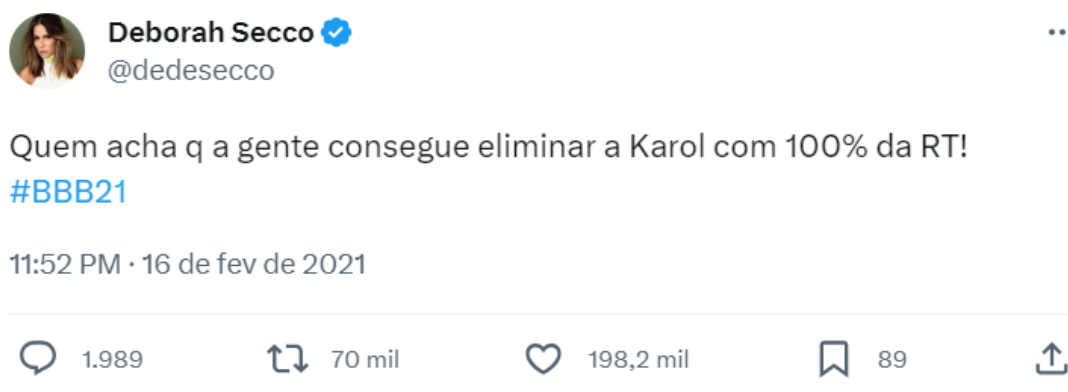 Deborah Secco
@dedesecco
Quem acha q a gente consegue eliminar a Karol com 100% da RT!
#BBB21
11:52 PM · 16 de fev de 2021
1.989 70 mil 198,2 mil 89